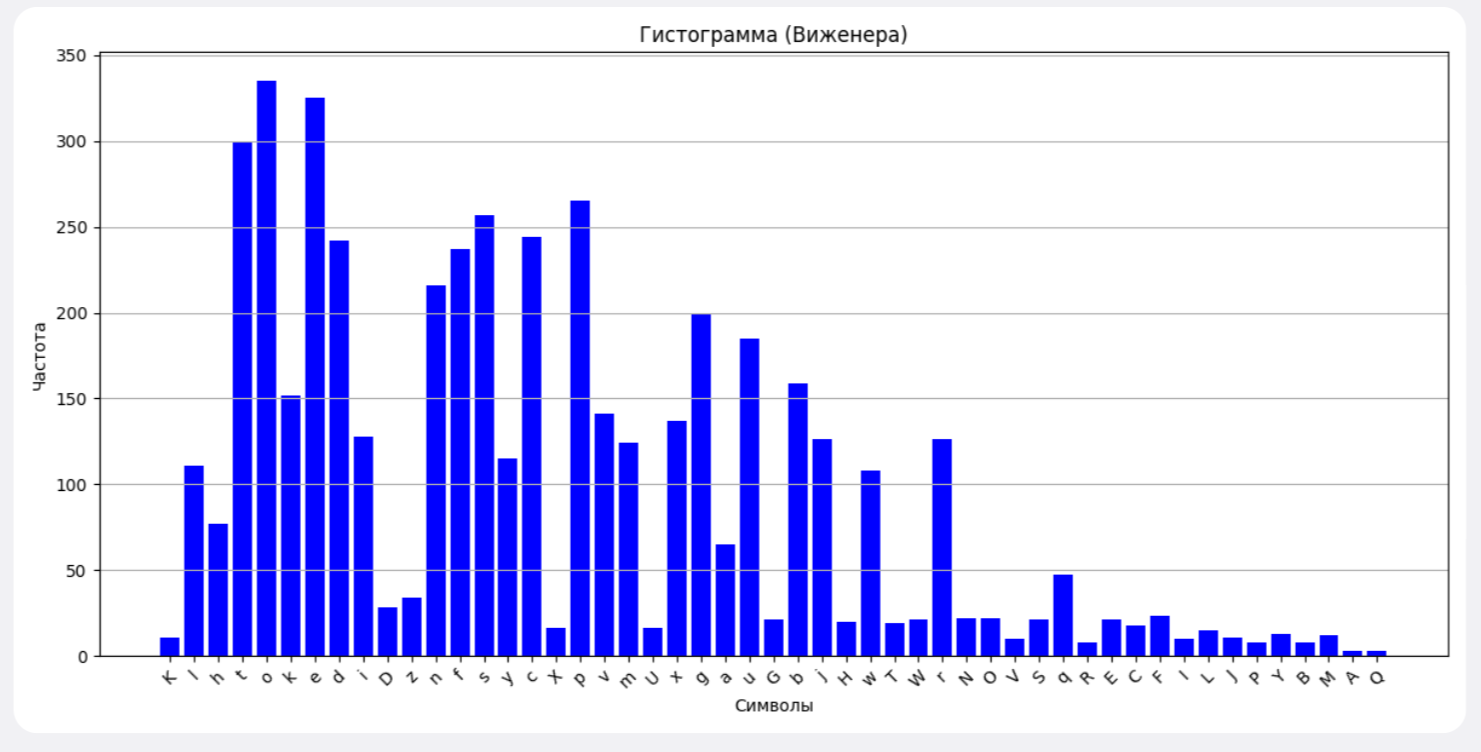 Гистограмма (Виженера)
350
300
250
200
150
100
50
0
Частота
K l h t o k e d i D z n f s y c X p v m U x g a u G b j H w T W r N O V S q R E C F I L J P Y B M A Q
Символы